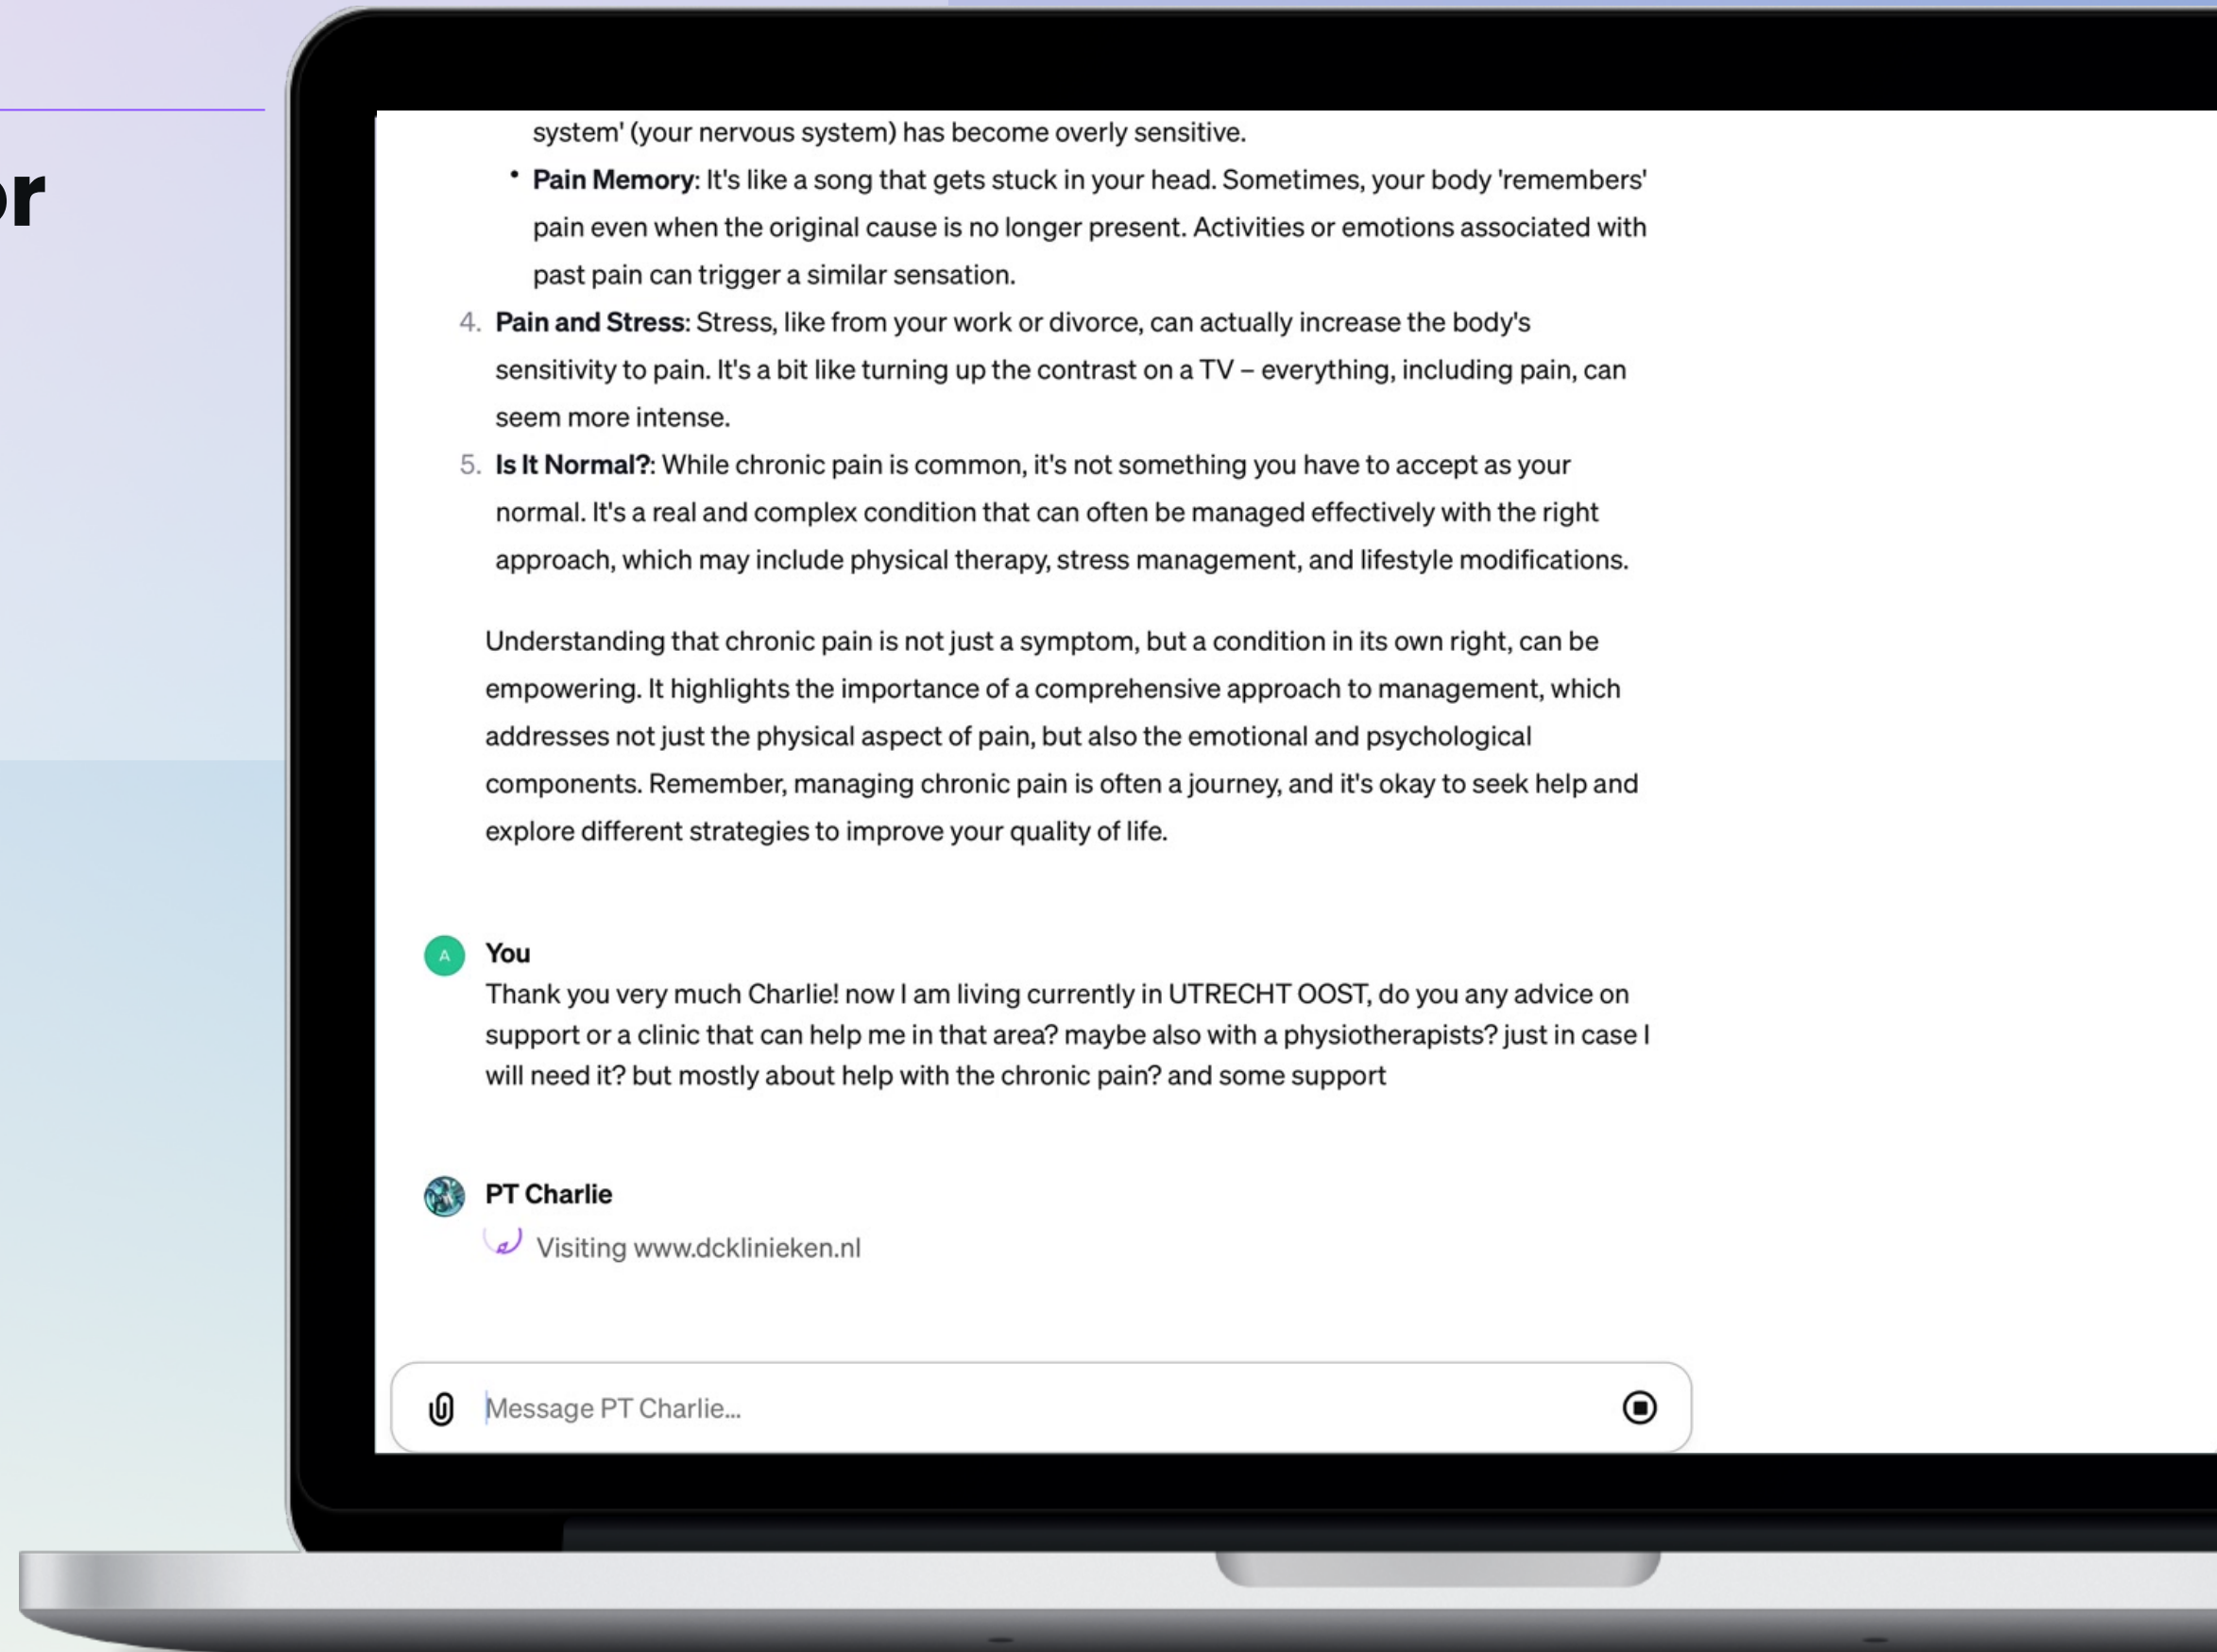 or
system' (your nervous system) has become overly sensitive.
• Pain Memory: It's like a song that gets stuck in your head. Sometimes, your body 'remembers'
pain even when the original cause is no longer present. Activities or emotions associated with
past pain can trigger a similar sensation.
4. Pain and Stress: Stress, like from your work or divorce, can actually increase the body's
sensitivity to pain. It's a bit like turning up the contrast on a TV – everything, including pain, can
seem more intense.
5. Is It Normal?: While chronic pain is common, it's not something you have to accept as your
normal. It's a real and complex condition that can often be managed effectively with the right
approach, which may include physical therapy, stress management, and lifestyle modifications.
Understanding that chronic pain is not just a symptom, but a condition in its own right, can be
empowering. It highlights the importance of a comprehensive approach to management, which
addresses not just the physical aspect of pain, but also the emotional and psychological
components. Remember, managing chronic pain is often a journey, and it's okay to seek help and
explore different strategies to improve your quality of life.
A You
Thank you very much Charlie! now I am living currently in UTRECHT OOST, do you any advice on
support or a clinic that can help me in that area? maybe also with a physiotherapists? just in case I
will need it? but mostly about help with the chronic pain? and some support
PT Charlie
Visiting www.dcklinieken.nl
Message PT Charlie...